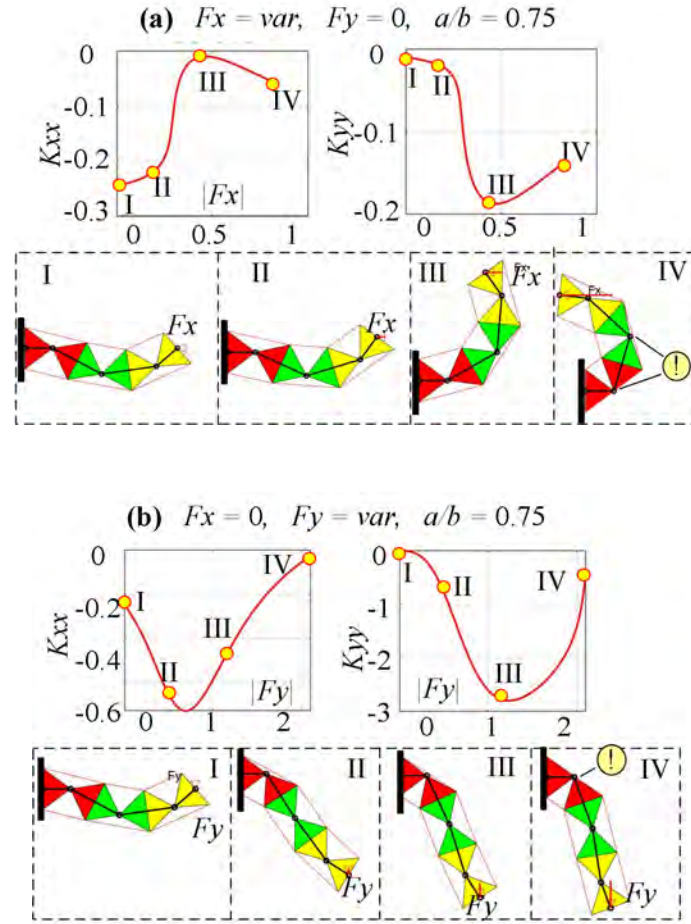 (a) Fx = var, Fy = 0, a/b = 0.75
0
-0.1
-0.2
-0.3
Kxx
I
II
III
IV
|Fx|
0
0.5
1
0
-0.1
-0.2
Kyy
I
II
III
IV
0
0.5
1
I
Fx
II
Fx
III
Fx
IV
Fx
!
(b) Fx = 0, Fy = var, a/b = 0.75
0
-0.2
-0.4
-0.6
Kxx
I
II
III
IV
|Fy|
0
1
2
0
-1
-2
-3
Kyy
I
II
III
IV
|Fy|
0
1
2
I
Fy
Fy
II
Fy
III
Fy
IV
!
Fy